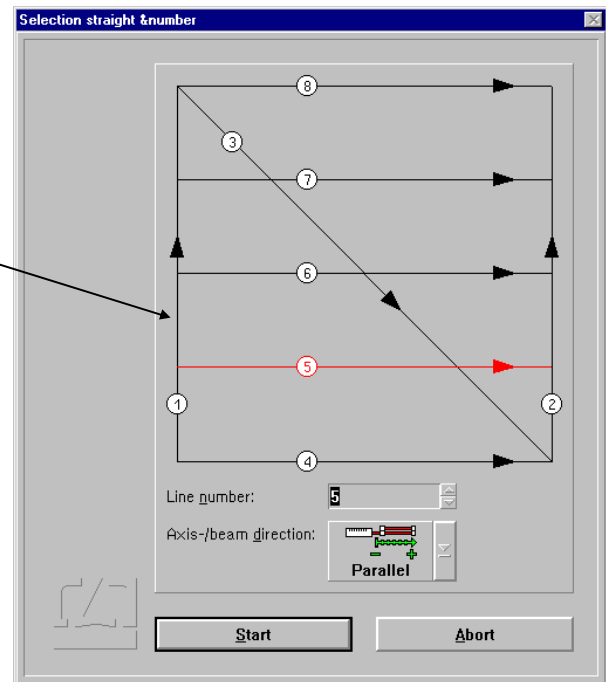 Selection straight &number
8
3
7
6
5
1
2
4
Line number: 5
Axis-/beam direction:
- +
Parallel
Start Abort